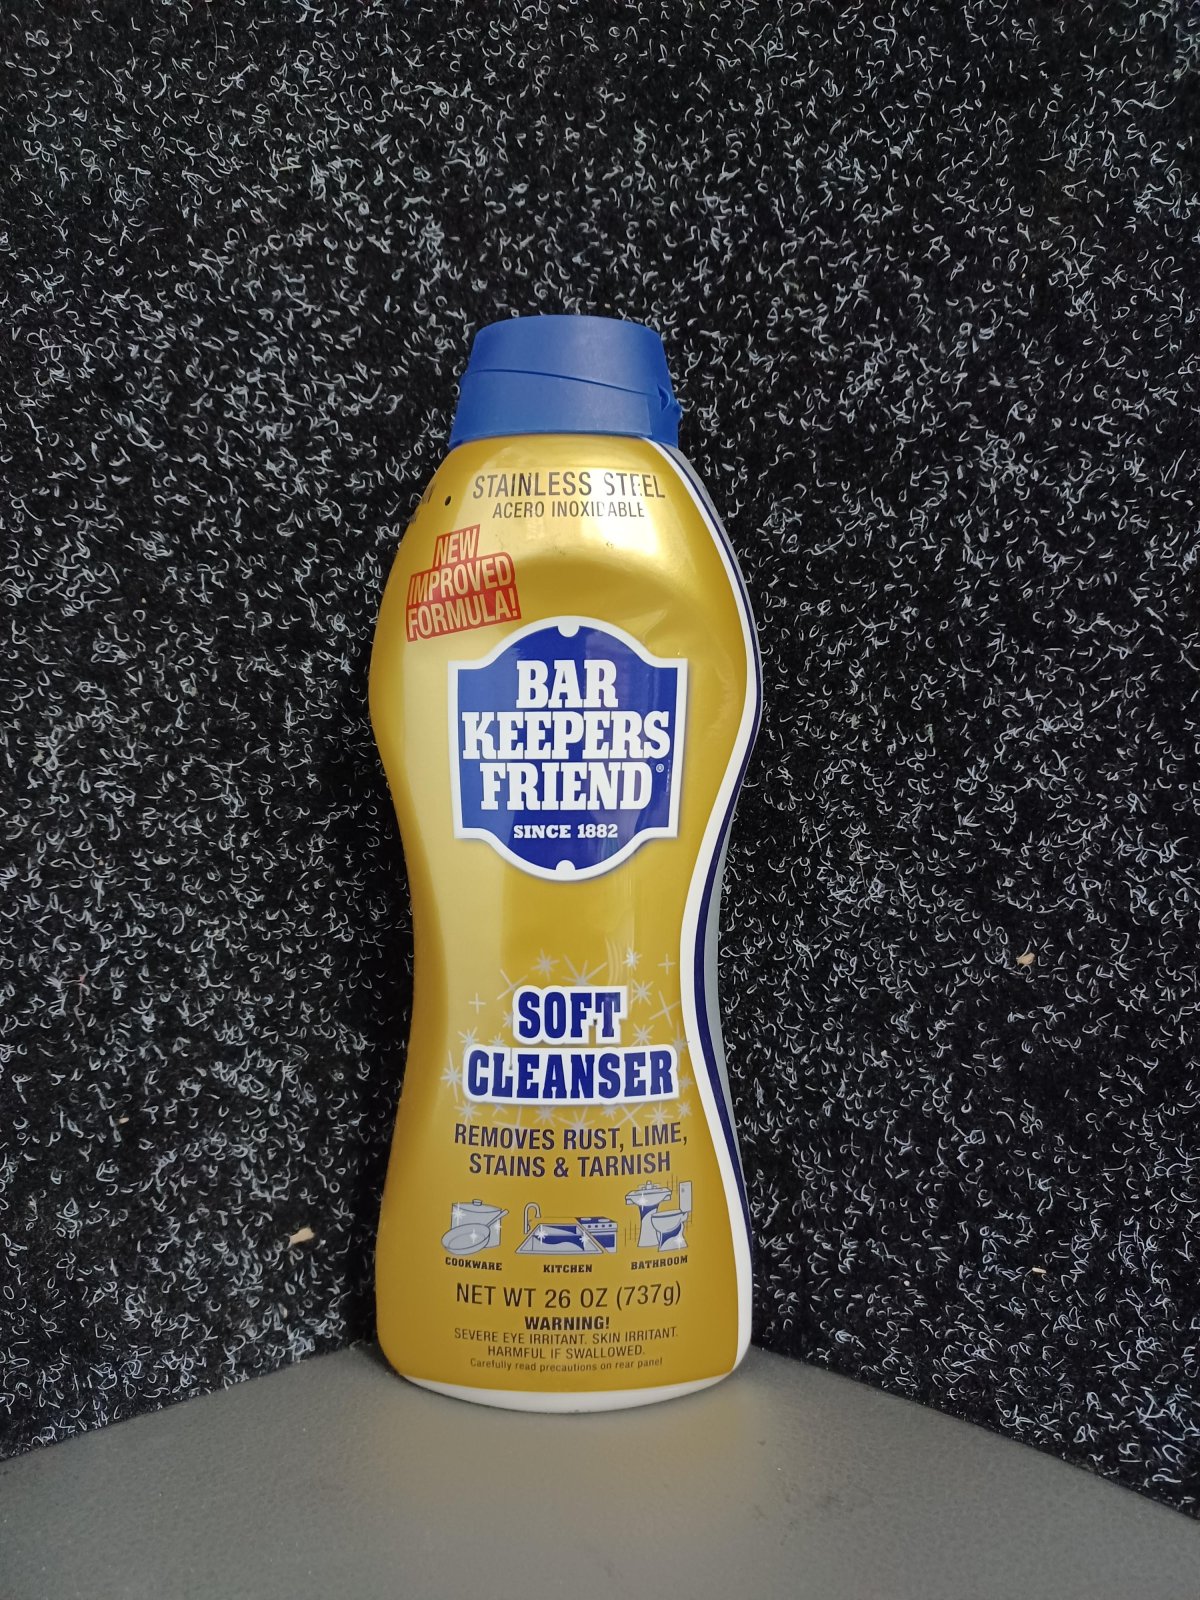 STAINLESS STEEL
ACERO INOXIDABLE
NEW
IMPROVED
FORMULA!
BAR
KEEPERS
FRIEND®
SINCE 1882
SOFT
CLEANSER
REMOVES RUST, LIME,
STAINS & TARNISH
COOKWARE
KITCHEN
BATHROOM
NET WT 26 OZ (737g)
WARNING!
SEVERE EYE IRRITANT. SKIN IRRITANT.
HARMFUL IF SWALLOWED.
Carefully read precautions on rear panel